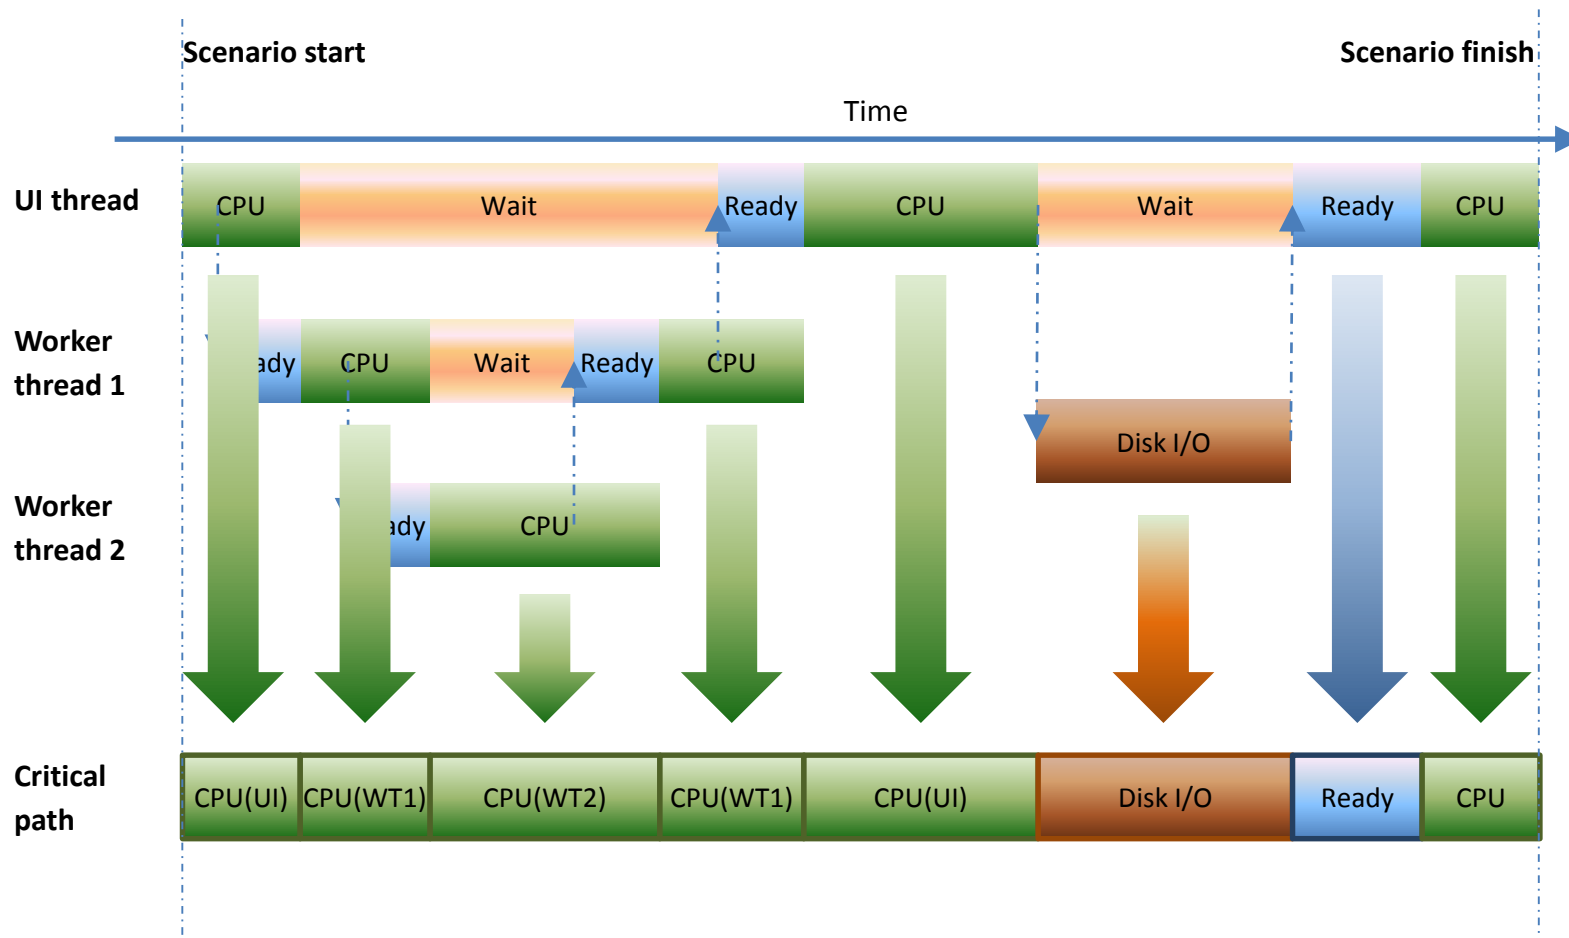 Scenario start
Scenario finish
Time
UI thread
CPU
Wait
Ready
CPU
Wait
Ready
CPU
Worker
thread 1
ady
CPU
Wait
Ready
CPU
Disk I/O
Worker
thread 2
ady
CPU
Critical
path
CPU(UI)
CPU(WT1)
CPU(WT2)
CPU(WT1)
CPU(UI)
Disk I/O
Ready
CPU